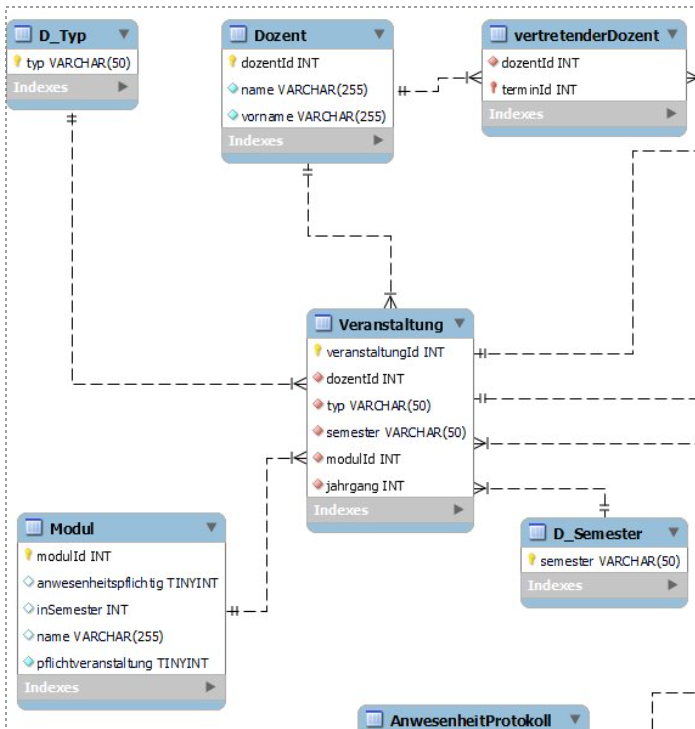 D_Typ
typ VARCHAR(50)
Indexes
Dozent
dozentId INT
name VARCHAR(255)
vorname VARCHAR(255)
Indexes
vertretenderDozent
dozentId INT
terminId INT
Indexes
Veranstaltung
veranstaltungId INT
dozentId INT
typ VARCHAR(50)
semester VARCHAR(50)
modulId INT
jahrgang INT
Indexes
Modul
modulId INT
anwesenheitspflichtig TINYINT
inSemester INT
name VARCHAR(255)
pflichtveranstaltung TINYINT
Indexes
D_Semester
semester VARCHAR(50)
Indexes
AnwesenheitProtokoll